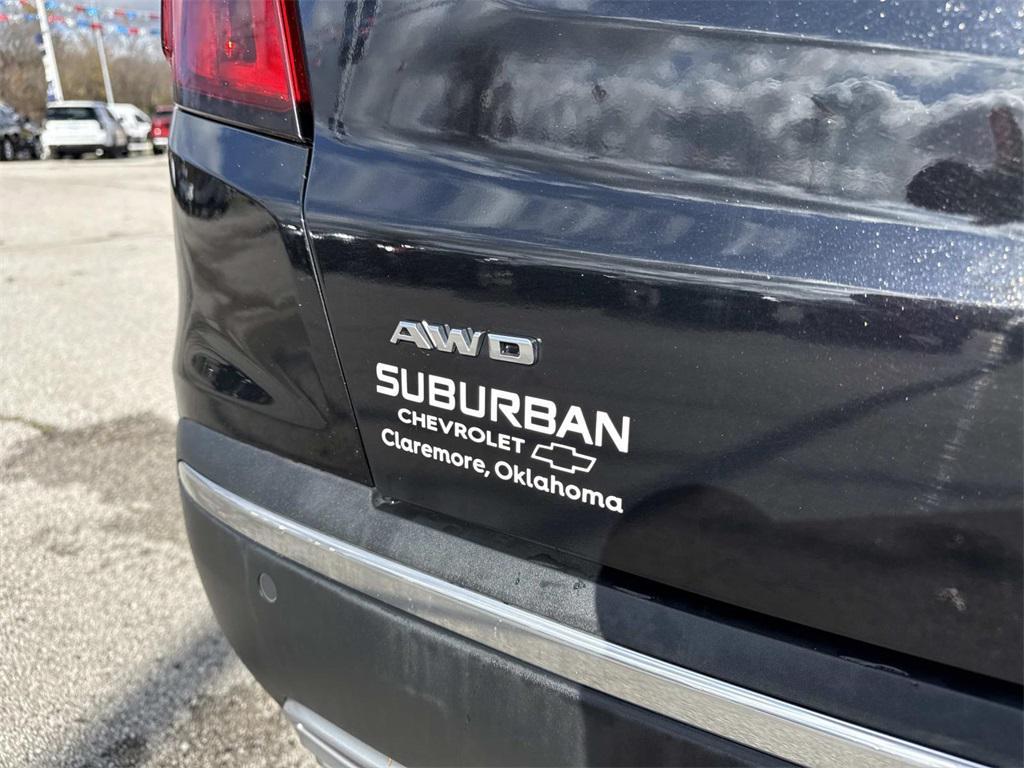 AWD
SUBURBAN
CHEVROLET
Claremore, Oklahoma